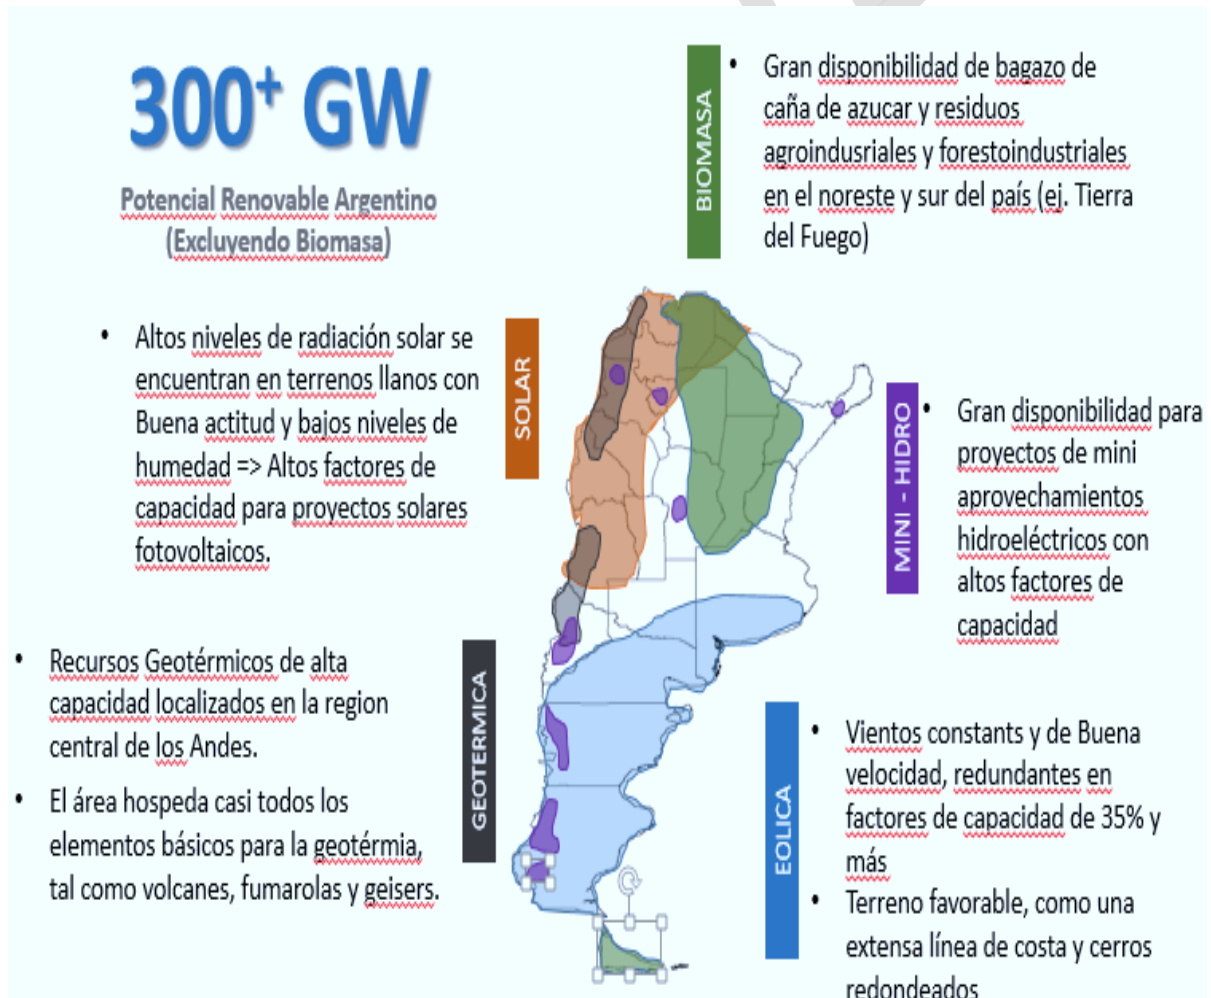 300+ GW
Potencial Renovable Argentino
(Excluyendo Biomasa)
BIOMASA
• Gran disponibilidad de bagazo de
caña de azucar y residuos
agroindusriales y forestoindustriales
en el noreste y sur del país (ej. Tierra
del Fuego)
• Altos niveles de radiación solar se
encuentran en terrenos llanos con
Buena actitud y bajos niveles de
humedad => Altos factores de
capacidad para proyectos solares
fotovoltaicos.
SOLAR
MINI - HIDRO
• Gran disponibilidad para
proyectos de mini
aprovechamientos
hidroeléctricos con
altos factores de
capacidad
• Recursos Geotérmicos de alta
capacidad localizados en la region
central de los Andes.
• El área hospeda casi todos los
elementos básicos para la geotérmia,
tal como volcanes, fumarolas y geisers.
GEOTERMICA
EOLICA
• Vientos constants y de Buena
velocidad, redundantes en
factores de capacidad de 35% y
más
• Terreno favorable, como una
extensa línea de costa y cerros
redondeados